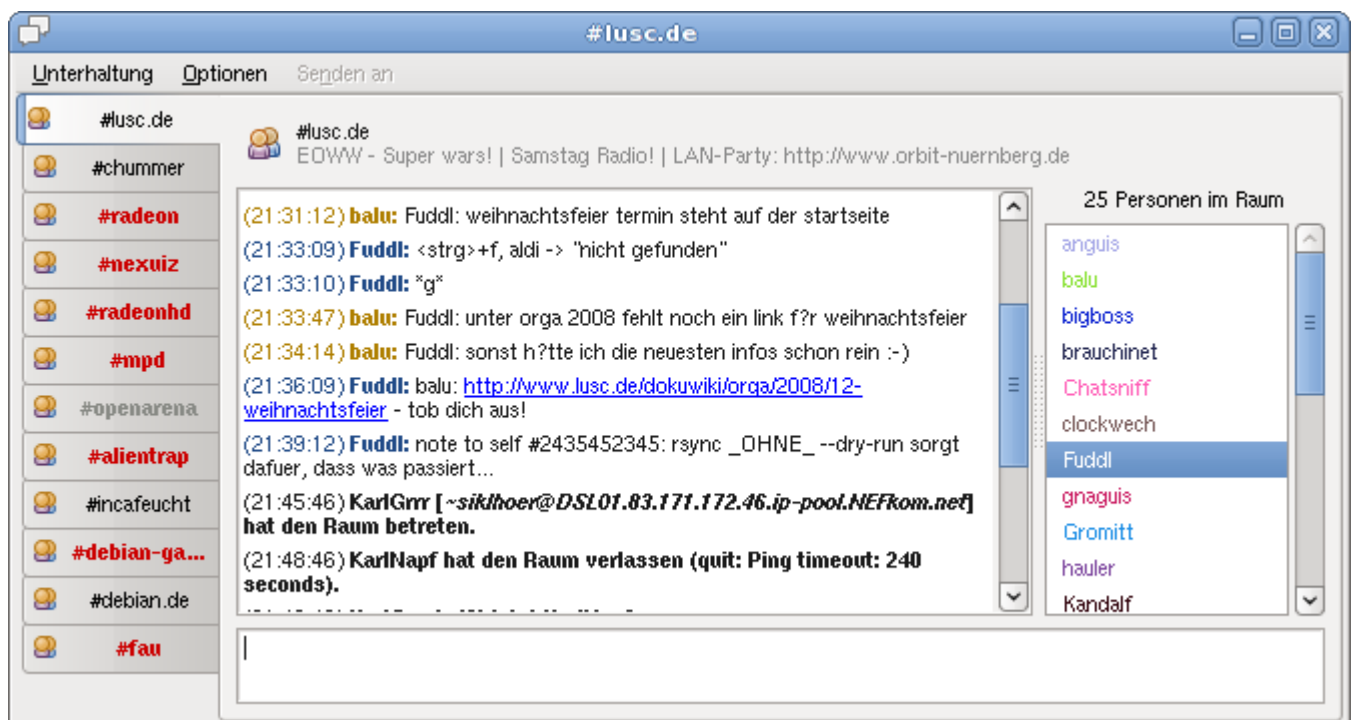 #lusc.de
Unterhaltung Optionen Senden an
#lusc.de
#chummer
#radeon
#nexuiz
#radeonhd
#mpd
#openarena
#alientrap
#incafeucht
#debian-ga...
#debian.de
#fau
#lusc.de
EOWW - Super wars! | Samstag Radio! | LAN-Party: http://www.orbit-nuernberg.de
(21:31:12) balu: Fuddl: weihnachtsfeier termin steht auf der startseite
(21:33:09) Fuddl: <strg>+f, aldi -> "nicht gefunden"
(21:33:10) Fuddl: *g*
(21:33:47) balu: Fuddl: unter orga 2008 fehlt noch ein link f?r weihnachtsfeier
(21:34:14) balu: Fuddl: sonst h?tte ich die neuesten infos schon rein :-)
(21:36:09) Fuddl: balu: http://www.lusc.de/dokuwiki/orga/2008/12-
weihnachtsfeier - tob dich aus!
(21:39:12) Fuddl: note to self #2435452345: rsync _OHNE_ --dry-run sorgt
dafuer, dass was passiert...
(21:45:46) KarlGrrr [~siklhoer@DSL01.83.171.172.46.ip-pool.NEFkom.net]
hat den Raum betreten.
(21:48:46) KarlNapf hat den Raum verlassen (quit: Ping timeout: 240
seconds).
25 Personen im Raum
anguis
balu
bigboss
brauchinet
Chatsniff
clockwech
Fuddl
gnaguis
Gromitt
hauler
Kandalf